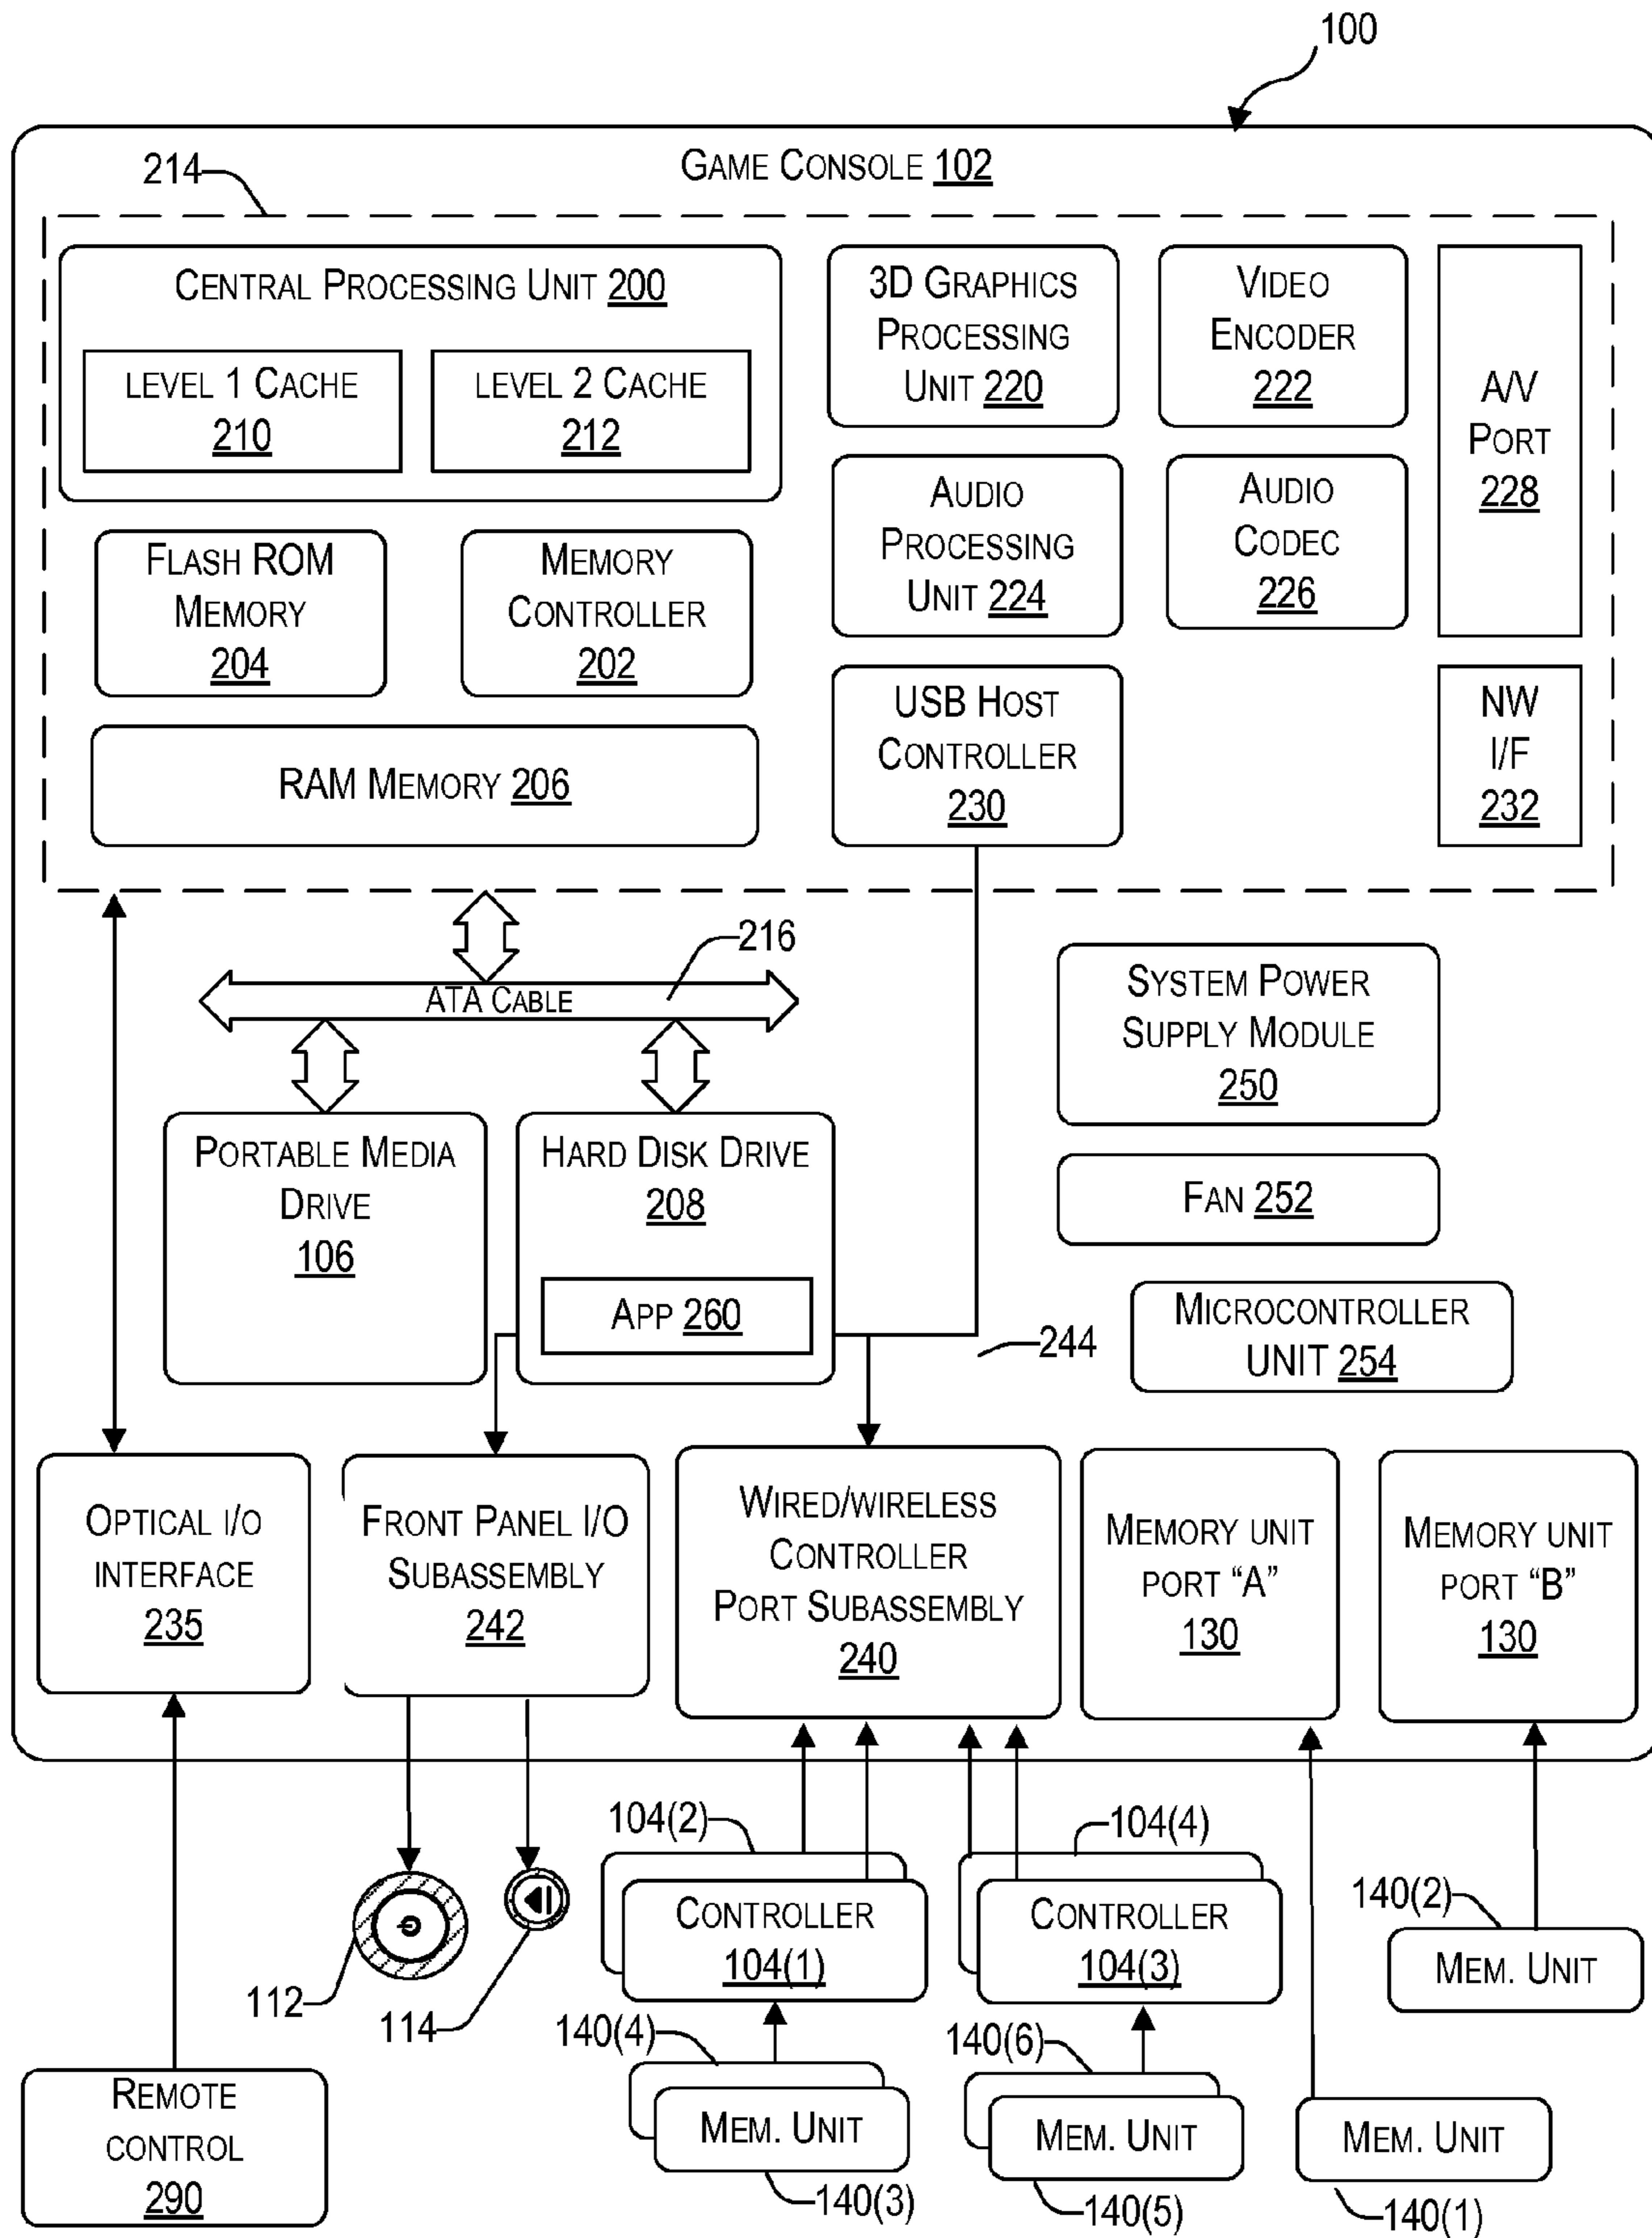 100
GAME CONSOLE 102
214
CENTRAL PROCESSING UNIT 200
LEVEL 1 CACHE
210
LEVEL 2 CACHE
212
3D GRAPHICS
PROCESSING
UNIT 220
VIDEO
ENCODER
222
A/V
PORT
228
AUDIO
PROCESSING
UNIT 224
AUDIO
CODEC
226
FLASH ROM
MEMORY
204
MEMORY
CONTROLLER
202
USB HOST
CONTROLLER
230
NW
I/F
232
RAM MEMORY 206
216
ATA CABLE
SYSTEM POWER
SUPPLY MODULE
250
PORTABLE MEDIA
DRIVE
106
HARD DISK DRIVE
208
APP 260
FAN 252
244
MICROCONTROLLER
UNIT 254
OPTICAL I/O
INTERFACE
235
FRONT PANEL I/O
SUBASSEMBLY
242
WIRED/WIRELESS
CONTROLLER
PORT SUBASSEMBLY
240
MEMORY UNIT
PORT “A”
130
MEMORY UNIT
PORT “B”
130
104(2)
104(4)
CONTROLLER
104(1)
CONTROLLER
104(3)
140(2)
MEM. UNIT
112
114
140(4)
140(6)
REMOTE
CONTROL
290
MEM. UNIT
MEM. UNIT
MEM. UNIT
140(3)
140(5)
140(1)